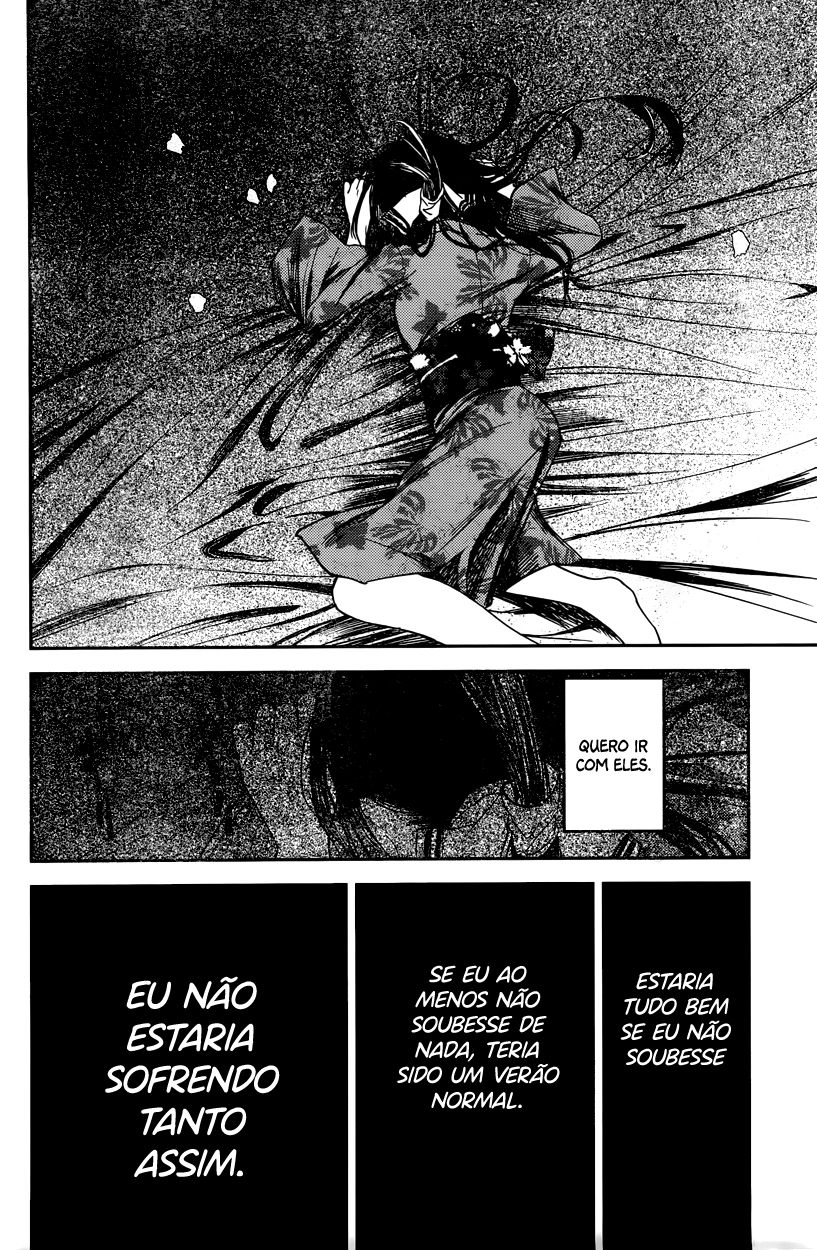 QUERO IR
COM ELES.
ESTARIA
TUDO BEM
SE EU NÃO
SOUBESSE
SE EU AO
MENOS NÃO
SOUBESSE DE
NADA, TERIA
SIDO UM VERÃO
NORMAL.
EU NÃO
ESTARIA
SOFRENDO
TANTO
ASSIM.